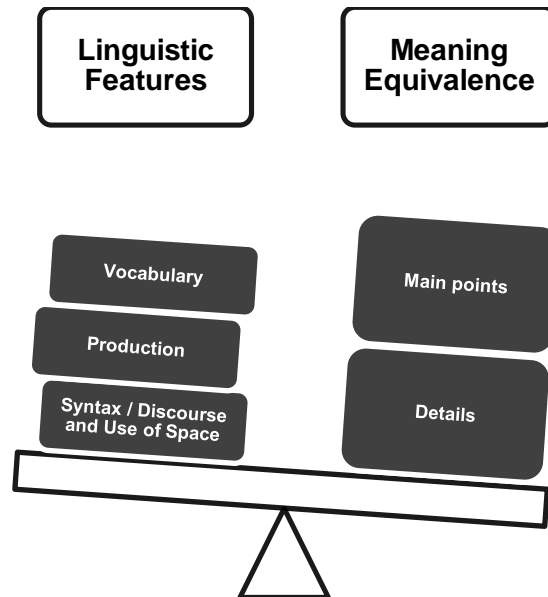 Linguistic
Features
Meaning
Equivalence
Vocabulary
Production
Syntax / Discourse
and Use of Space
Main points
Details